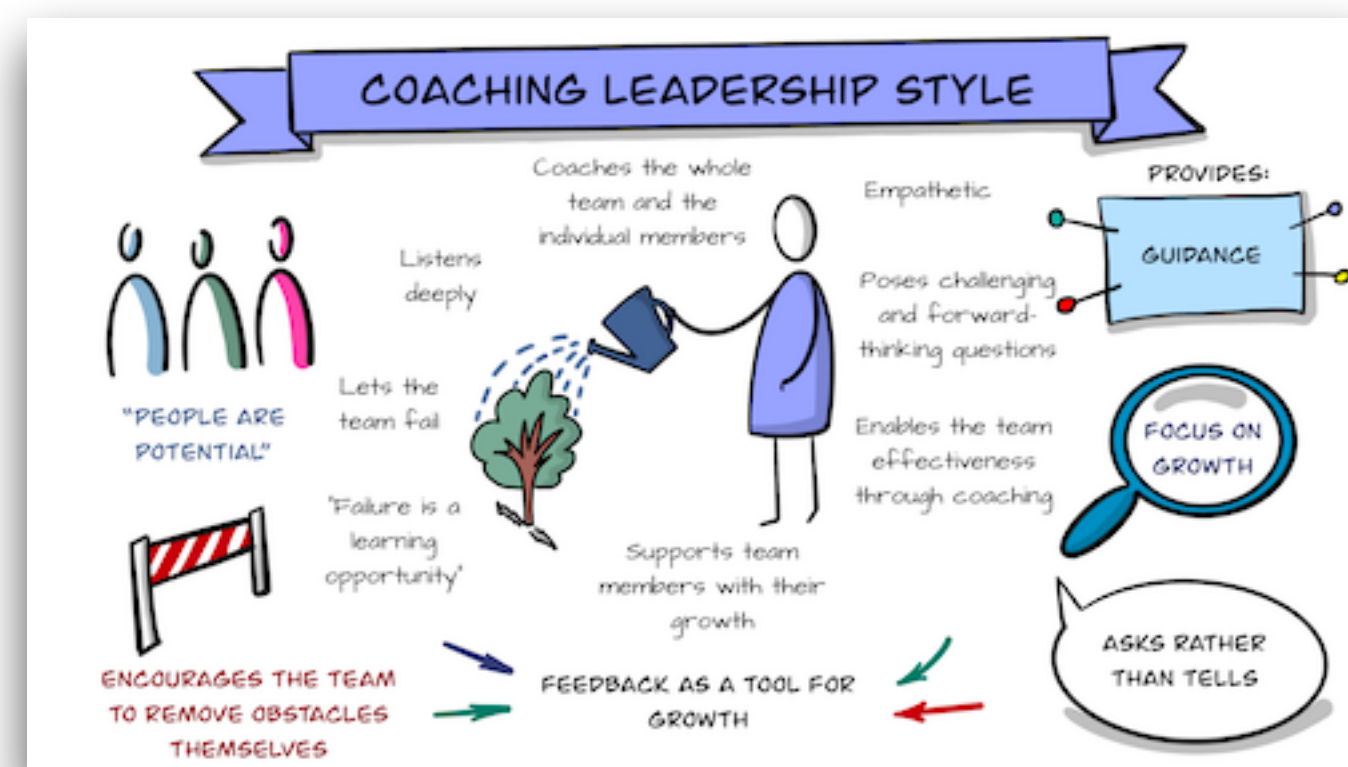 COACHING LEADERSHIP STYLE
Coaches the whole
team and the
individual members
Empathetic
PROVIDES:
GUIDANCE
Listens
deeply
Poses challenging
and forward-
thinking questions
"PEOPLE ARE
POTENTIAL"
Lets the
team fail
Enables the team
effectiveness
through coaching
FOCUS ON
GROWTH
"Failure is a
learning
opportunity"
Supports team
members with their
growth
ENCOURAGES THE TEAM
TO REMOVE OBSTACLES
THEMSELVES
FEEDBACK AS A TOOL FOR
GROWTH
ASKS RATHER
THAN TELLS